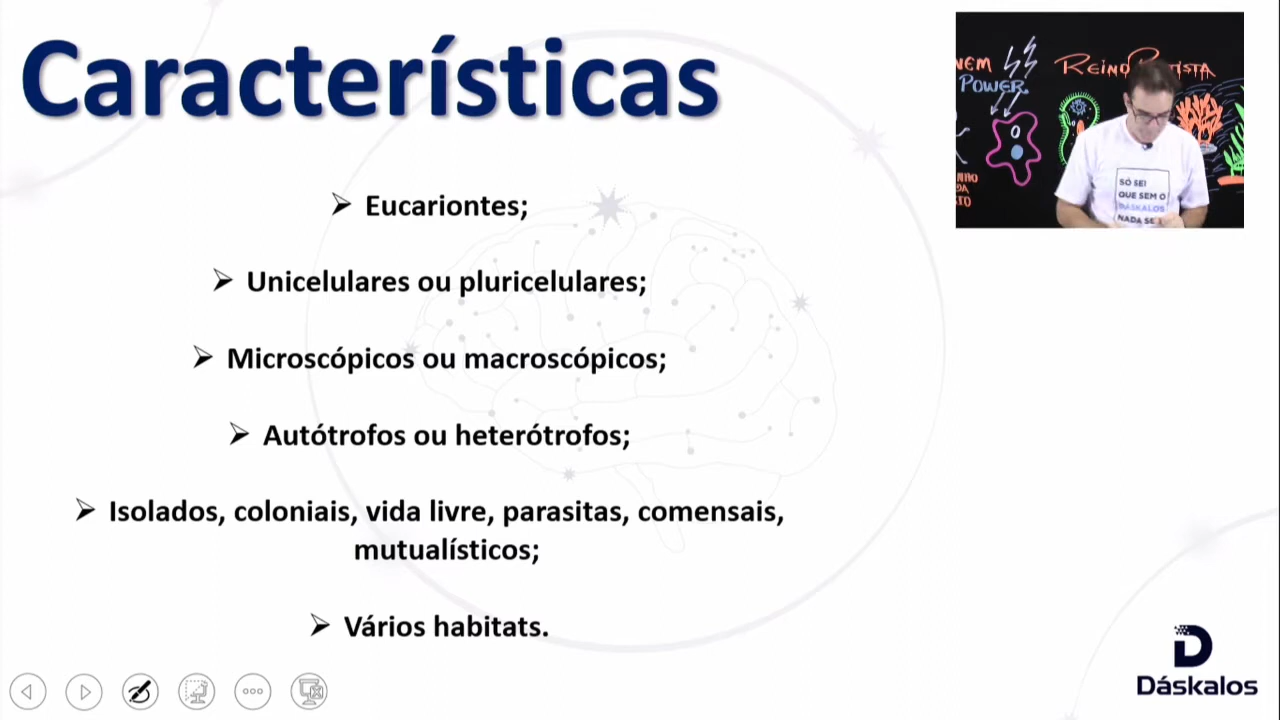 Características
➢ Eucariontes;
➢ Unicelulares ou pluricelulares;
➢ Microscópicos ou macroscópicos;
➢ Autótrofos ou heterótrofos;
➢ Isolados, coloniais, vida livre, parasitas, comensais,
mutualísticos;
➢ Vários habitats.
POWER
REINO
SÓ SEI
QUE SEM O
DÁSKALOS
NADA SEI
Dáskalos